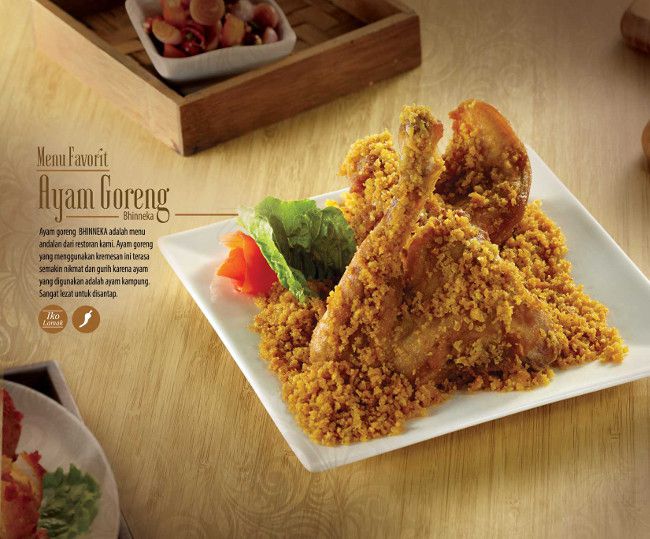 Menu Favorit
Ayam Goreng
Bhinneka
Ayam goreng BHINNEKA adalah menu
andalan dari restoran kami. Ayam goreng
yang menggunakan kremesan ini terasa
semakin nikmat dan gurih karena ayam
yang digunakan adalah ayam kampung.
Sangat lezat untuk disantap.
Iko
Lamak